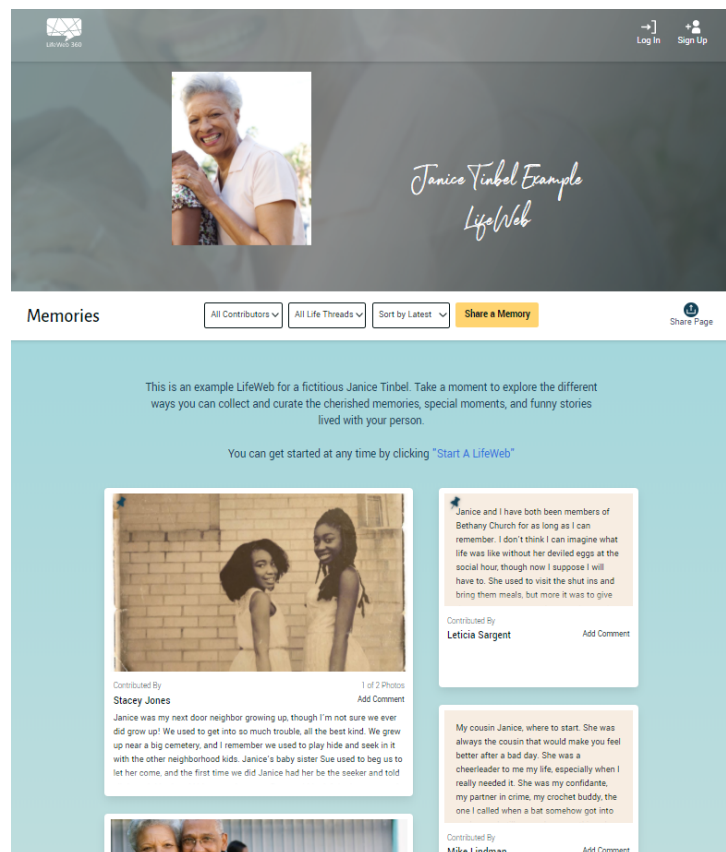 LifeWeb 360
Log In
Sign Up
Janice Tinbel Example
LifeWeb
Memories
All Contributors
All Life Threads
Sort by Latest
Share a Memory
Share Page
This is an example LifeWeb for a fictitious Janice Tinbel. Take a moment to explore the different
ways you can collect and curate the cherished memories, special moments, and funny stories
lived with your person.
You can get started at any time by clicking "Start A LifeWeb"
Contributed By
1 of 2 Photos
Stacey Jones
Add Comment
Janice was my next door neighbor growing up, though I'm not sure we ever
did grow up! We used to get into so much trouble, all the best kind. We grew
up near a big cemetery, and I remember we used to play hide and seek in it
with the other neighborhood kids. Janice's baby sister Sue used to beg us to
let her come, and the first time we did Janice had her be the seeker and told
Janice and I have both been members of
Bethany Church for as long as I can
remember. I don't think I can imagine what
life was like without her deviled eggs at the
social hour, though now I suppose I will
have to. She used to visit the shut ins and
bring them meals, but more it was to give
Contributed By
Leticia Sargent
Add Comment
My cousin Janice, where to start. She was
always the cousin that would make you feel
better after a bad day. She was a
cheerleader to me my life, especially when I
really needed it. She was my confidante,
my partner in crime, my crochet buddy, the
one I called when a bat somehow got into
Contributed By
Mike Lindman
Add Comment